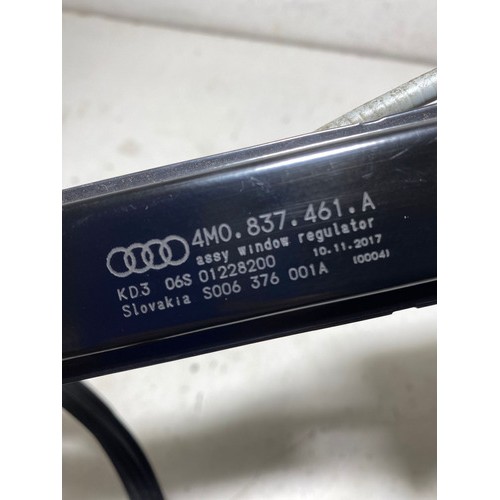 4M0.837.461.A
assy window regulator
KD3 06S 01228200 10.11.2017
Slovakia S006 376 001A (0004)